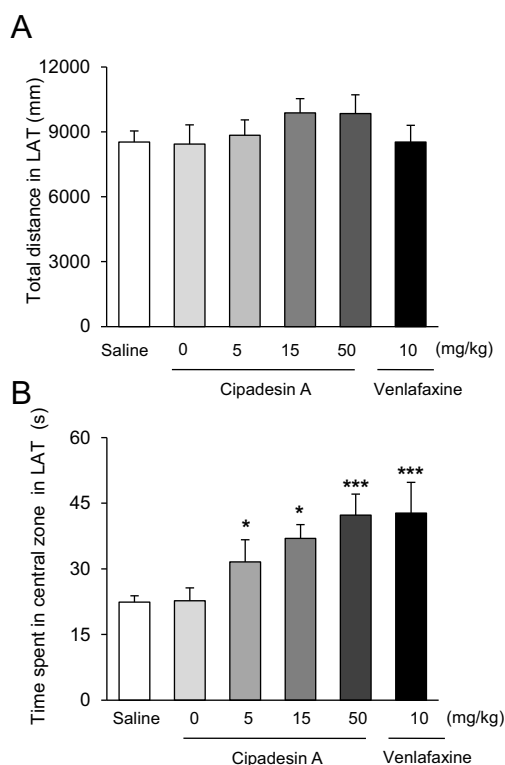 A
Total distance in LAT (mm)
12000
9000
6000
3000
0
Saline 0 5 15 50 10 (mg/kg)
Cipadesin A Venlafaxine
B
Time spent in central zone in LAT (s)
60
45
30
15
0
* * *** ***
Saline 0 5 15 50 10 (mg/kg)
Cipadesin A Venlafaxine